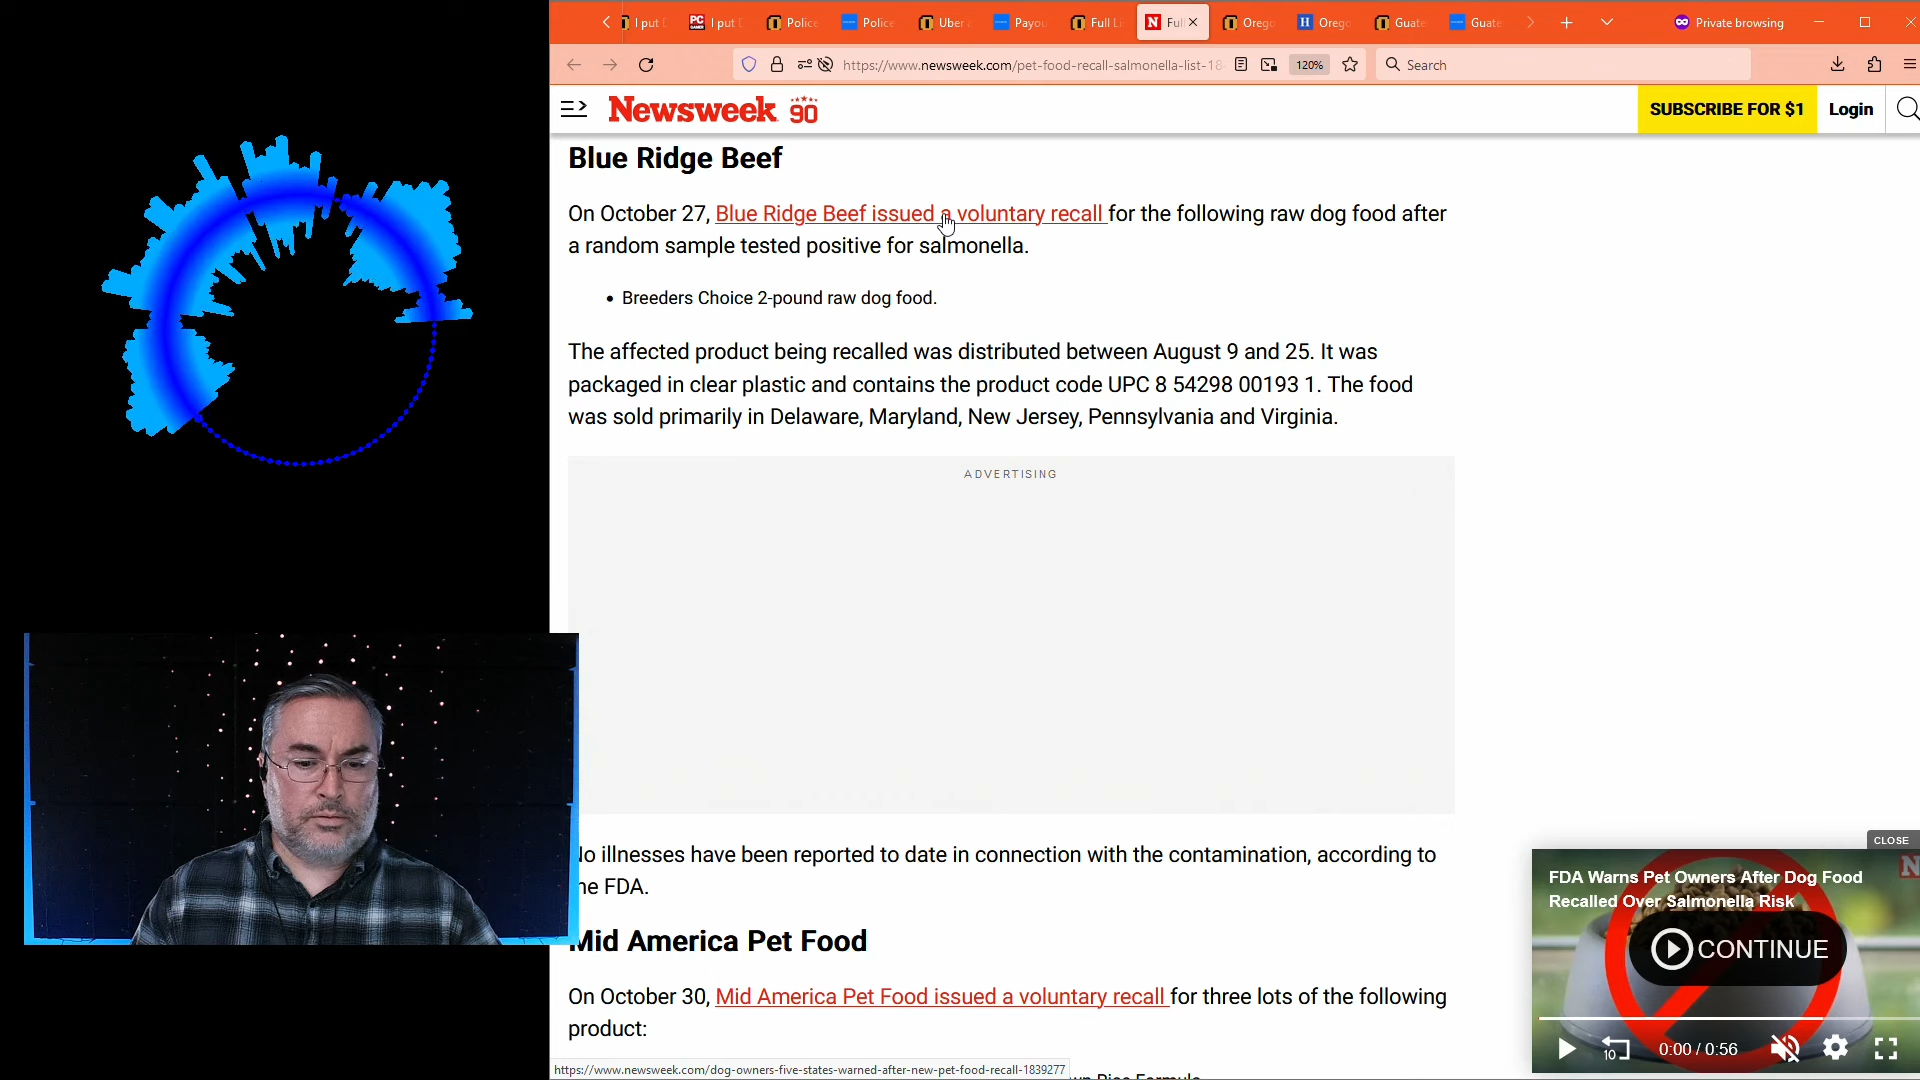 I put
I put
Police
Police
Uber
Payou
Full Li
Full
Orego
Orego
Guate
Guate
Private browsing
https://www.newsweek.com/pet-food-recall-salmonella-list-18
120%
Search
Newsweek 90
SUBSCRIBE FOR $1
Login
Blue Ridge Beef
On October 27, Blue Ridge Beef issued a voluntary recall for the following raw dog food after
a random sample tested positive for salmonella.
• Breeders Choice 2-pound raw dog food.
The affected product being recalled was distributed between August 9 and 25. It was
packaged in clear plastic and contains the product code UPC 8 54298 00193 1. The food
was sold primarily in Delaware, Maryland, New Jersey, Pennsylvania and Virginia.
ADVERTISING
No illnesses have been reported to date in connection with the contamination, according to
he FDA.
Mid America Pet Food
On October 30, Mid America Pet Food issued a voluntary recall for three lots of the following
product:
CLOSE
FDA Warns Pet Owners After Dog Food
Recalled Over Salmonella Risk
CONTINUE
10
0:00 / 0:56
https://www.newsweek.com/dog-owners-five-states-warned-after-new-pet-food-recall-1839277